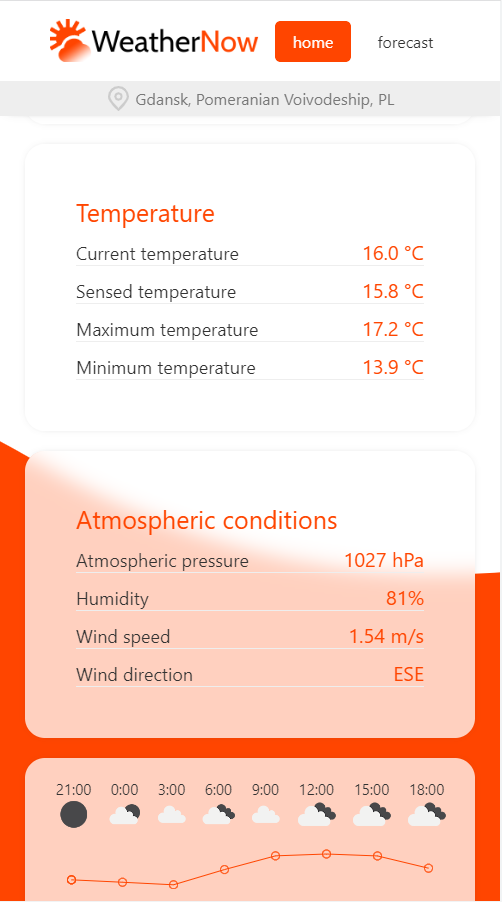 WeatherNow home forecast
Gdansk, Pomeranian Voivodeship, PL
Temperature
Current temperature 16.0 °C
Sensed temperature 15.8 °C
Maximum temperature 17.2 °C
Minimum temperature 13.9 °C
Atmospheric conditions
Atmospheric pressure 1027 hPa
Humidity 81%
Wind speed 1.54 m/s
Wind direction ESE
21:00 0:00 3:00 6:00 9:00 12:00 15:00 18:00